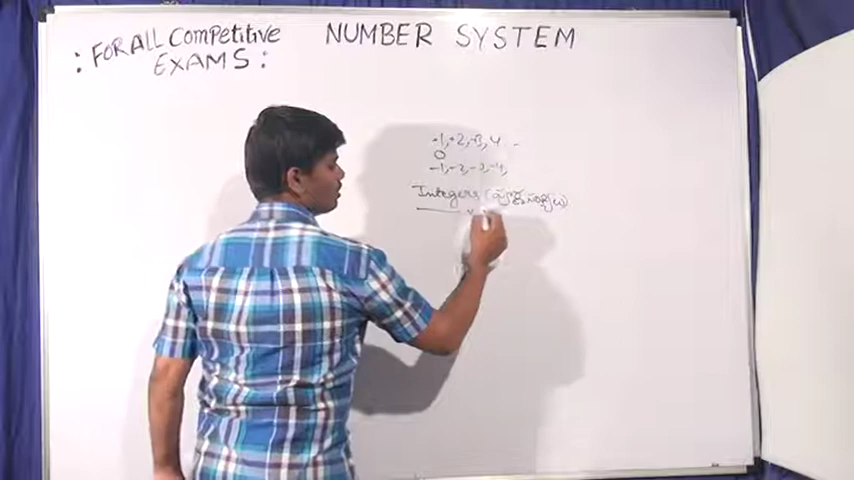 : FOR ALL Competitive
EXAMS :
NUMBER SYSTEM
+1,+2,+3,4 -
0
-1,-2,-3,-4,
Integers (పూర్ణసంఖ్యలు)